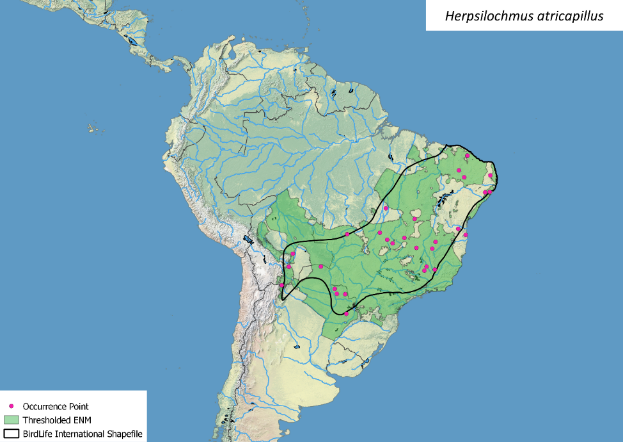 Herpsilochmus atricapillus
Occurrence Point
Thresholded ENM
BirdLife International Shapefile